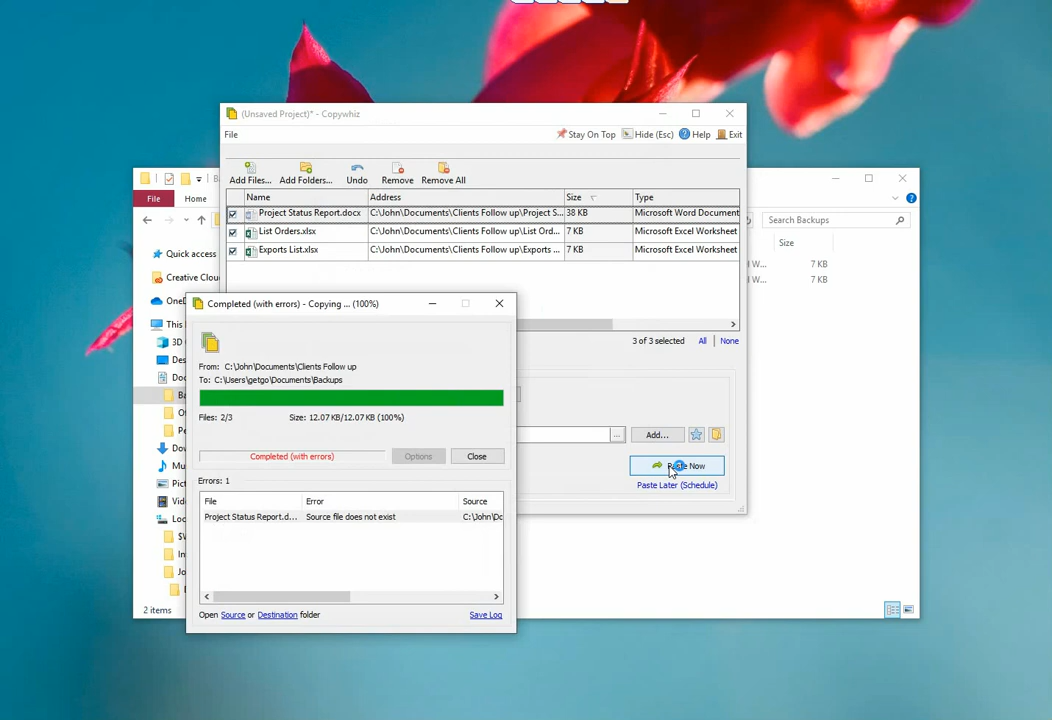 (Unsaved Project)* - Copywhiz
File
Stay On Top
Hide (Esc)
Help
Exit
Add Files...
Add Folders...
Undo
Remove
Remove All
Name Address Size Type
Project Status Report.docx C:\John\Documents\Clients Follow up\Project S... 38 KB Microsoft Word Document
List Orders.xlsx C:\John\Documents\Clients Follow up\List Ord... 7 KB Microsoft Excel Worksheet
Exports List.xlsx C:\John\Documents\Clients Follow up\Exports ... 7 KB Microsoft Excel Worksheet
3 of 3 selected All | None
...
Add...
Paste Now
Paste Later (Schedule)
File
Home
Search Backups
Size
W... 7 KB
W... 7 KB
Quick access
Creative Clou
This
3D
2 items
Completed (with errors) - Copying ... (100%)
From: C:\John\Documents\Clients Follow up
To: C:\Users\getgo\Documents\Backups
Files: 2/3 Size: 12.07 KB/12.07 KB (100%)
Completed (with errors)
Options
Close
Errors: 1
File Error Source
Project Status Report.d... Source file does not exist C:\John\Dc
Open Source or Destination folder
Save Log